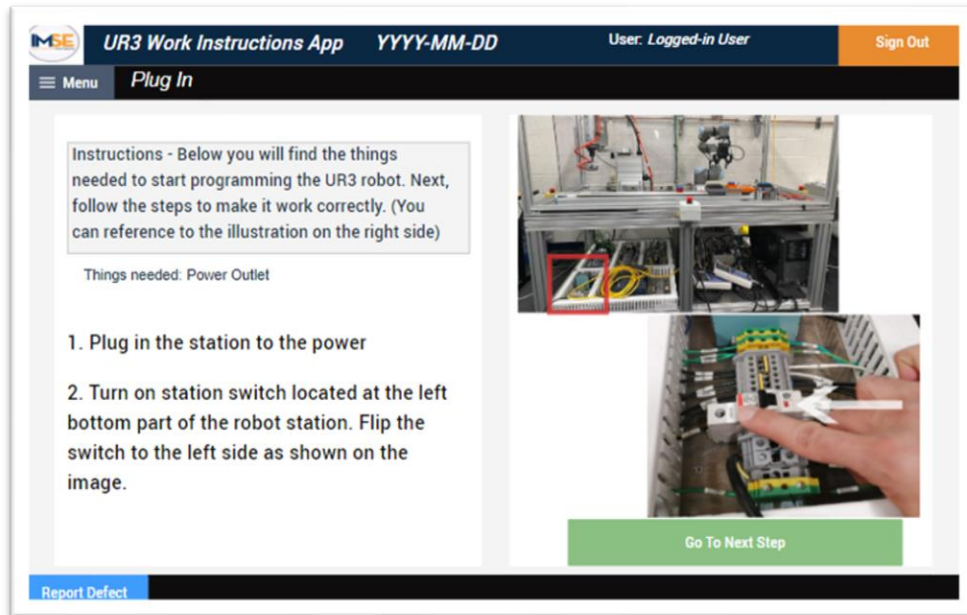 IMSE
UR3 Work Instructions App YYYY-MM-DD User: Logged-in User Sign Out
Menu Plug In
Instructions - Below you will find the
things
needed to start programming the UR3 robot. Next,
follow the steps to make it work correctly. (You
can reference to the illustration on the right side)
Things needed: Power Outlet
1. Plug in the station to the power
2. Turn on station switch located at the left
bottom part of the robot station. Flip the
switch to the left side as shown on the
image.
Go To Next Step
Report Defect